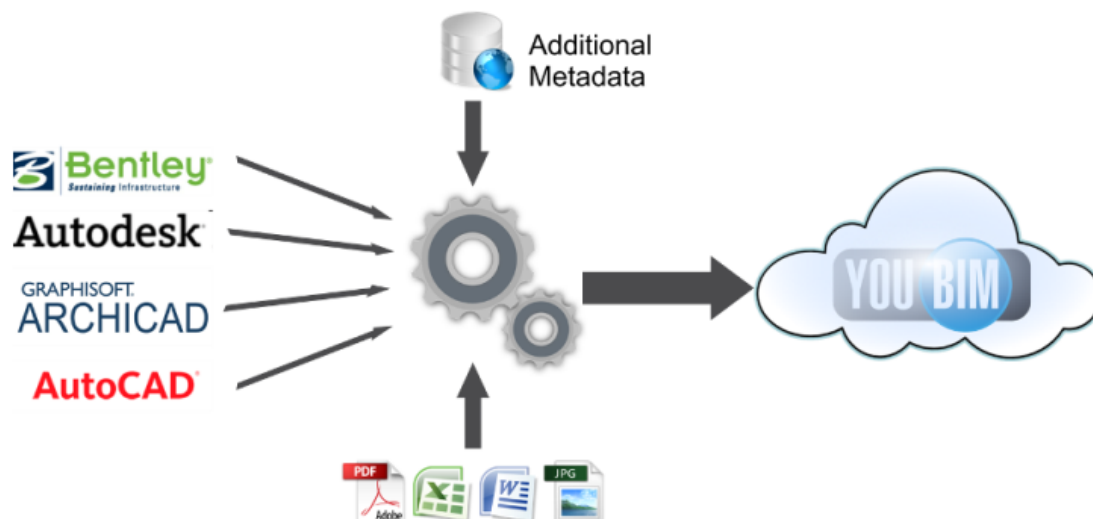 Additional
Metadata
Bentley®
Sustaining Infrastructure
Autodesk
GRAPHISOFT.
ARCHICAD
AutoCAD
YOU BIM
PDF
Adobe
X
W
JPG